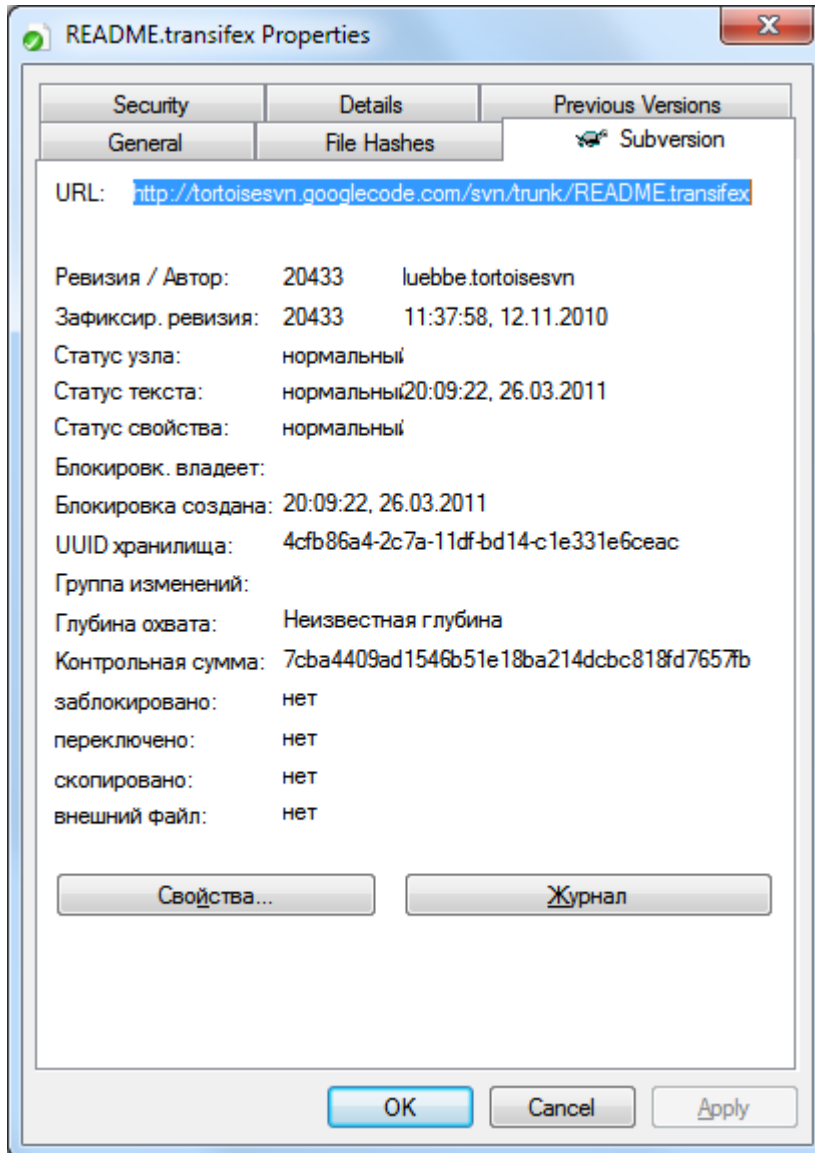 README.transifex Properties
Security Details Previous Versions
General File Hashes Subversion
URL: http://tortoisesvn.googlecode.com/svn/trunk/README.transifex
Ревизия / Автор: 20433 luebbe.tortoisesvn
Зафиксир. ревизия: 20433 11:37:58, 12.11.2010
Статус узла: нормальный
Статус текста: нормальный 20:09:22, 26.03.2011
Статус свойства: нормальный
Блокировк. владеет:
Блокировка создана: 20:09:22, 26.03.2011
UUID хранилища: 4cfb86a4-2c7a-11df-bd14-c1e331e6ceac
Группа изменений:
Глубина охвата: Неизвестная глубина
Контрольная сумма: 7cba4409ad1546b51e18ba214dcbc818fd7657fb
заблокировано: нет
переключено: нет
скопировано: нет
внешний файл: нет
Свойства... Журнал
OK Cancel Apply